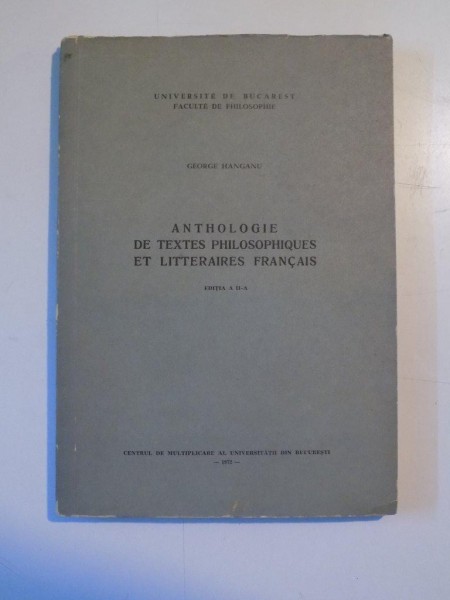 UNIVERSITÉ DE BUCAREST
FACULTÉ DE PHILOSOPHIE
GEORGE HANGANU
ANTHOLOGIE
DE TEXTES PHILOSOPHIQUES
ET LITTERAIRES FRANÇAIS
EDIȚIA A II-A
CENTRUL DE MULTIPLICARE AL UNIVERSITĂȚII DIN BUCUREȘTI